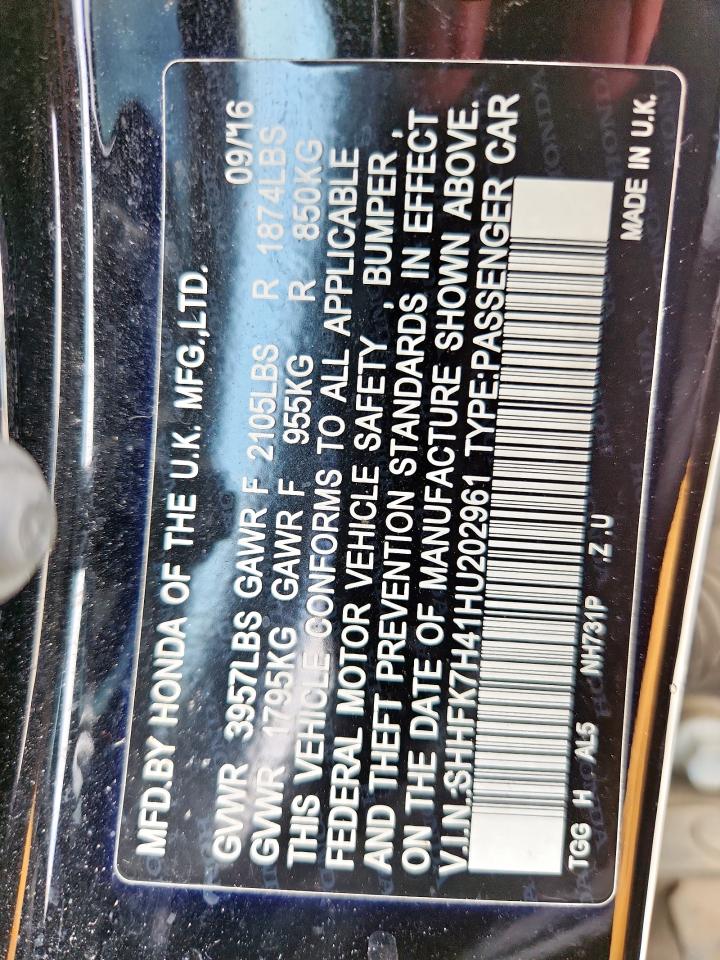 MFD.BY HONDA OF THE U.K. MFG.,LTD.
09/16
GVWR 3957LBS GAWR F 2105LBS R 1874LBS
GVWR 1795KG GAWR F 955KG R 850KG
THIS VEHICLE CONFORMS TO ALL APPLICABLE
FEDERAL MOTOR VEHICLE SAFETY , BUMPER ,
AND THEFT PREVENTION STANDARDS IN EFFECT
ON THE DATE OF MANUFACTURE SHOWN ABOVE.
V.I.N.:SHHFK7H41HU202961 TYPE:PASSENGER CAR
TGG H AL5 NH731P .Z .U
MADE IN U.K.